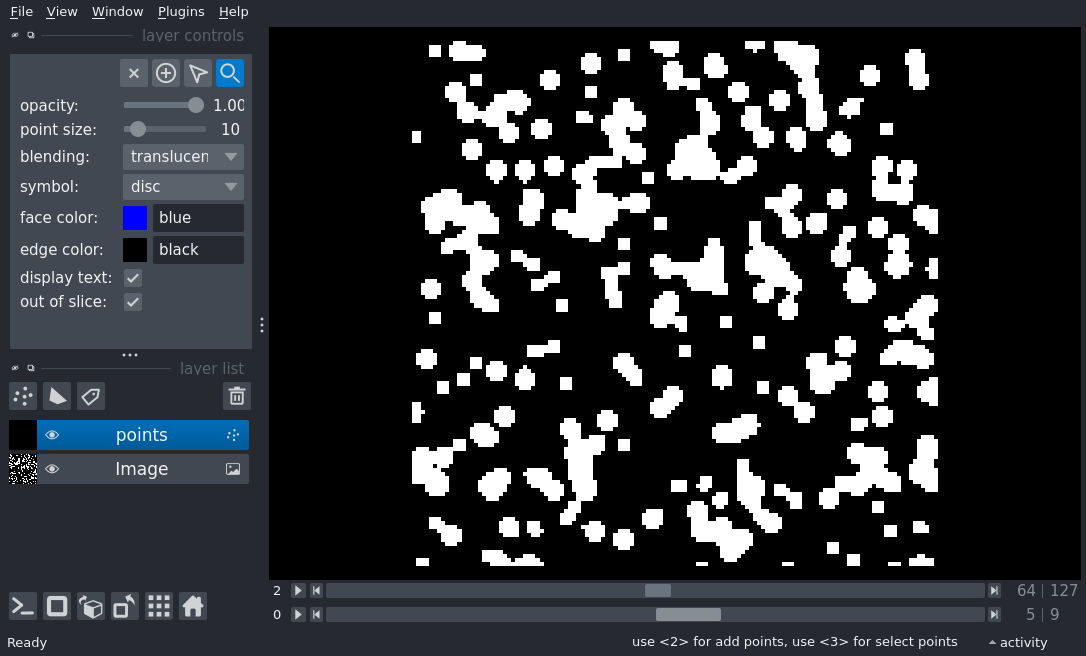 File View Window Plugins Help
layer controls
opacity: 1.00
point size: 10
blending: translucen
symbol: disc
face color: blue
edge color: black
display text:
out of slice:
layer list
points
Image
2 64 | 127
0 5 | 9
Ready use <2> for add points, use <3> for select points activity